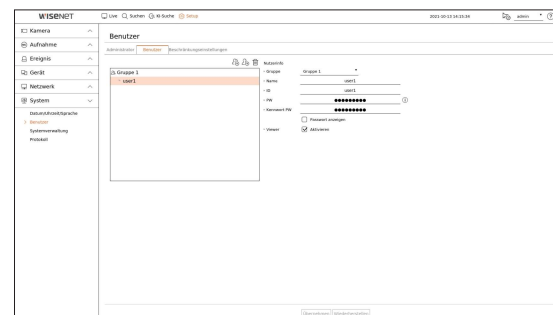 WISENET
Live Suchen KI-Suche Setup
2021-10-13 14:15:34
admin
Kamera
Aufnahme
Ereignis
Gerät
Netzwerk
System
Datum/Uhrzeit/Sprache
Benutzer
Systemverwaltung
Protokoll
Benutzer
Administrator Benutzer Beschränkungseinstellungen
Gruppe 1
user1
Nutzerinfo
Gruppe Gruppe 1
Name user1
ID user1
PW ●●●●●●●●●
Kennwort PW ●●●●●●●●●
Passwort anzeigen
Viewer Aktivieren
Übernehmen Wiederherstellen